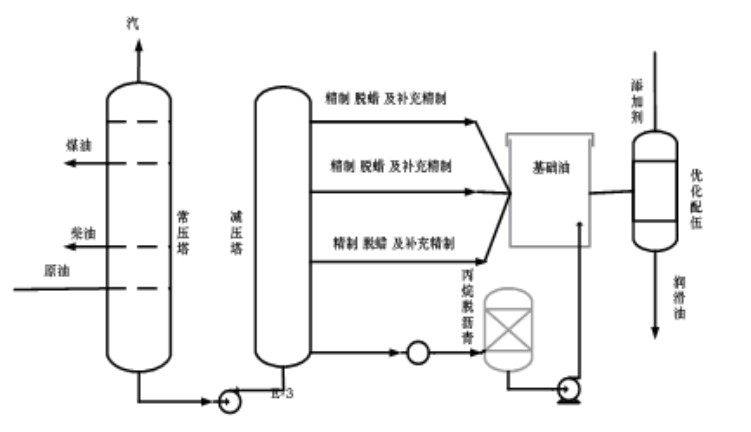 汽
煤油
柴油
原油
常压塔
减压塔
精制 脱蜡 及补充精制
精制 脱蜡 及补充精制
精制 脱蜡 及补充精制
丙烷脱沥青
E-3
基础油
添加剂
优化配伍
润滑油